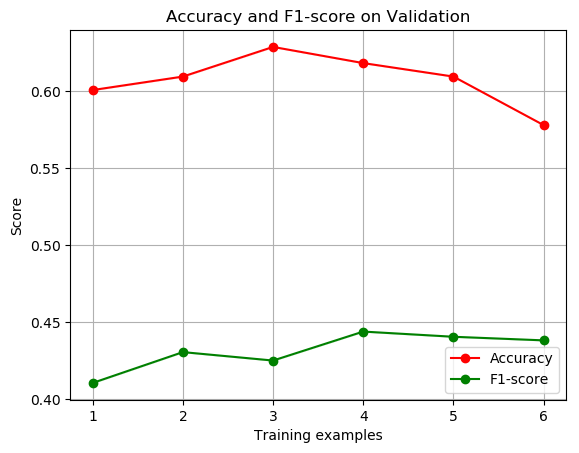 Accuracy and F1-score on Validation
0.60
0.55
0.50
0.45
0.40
Score
1 2 3 4 5 6
Training examples
Accuracy
F1-score